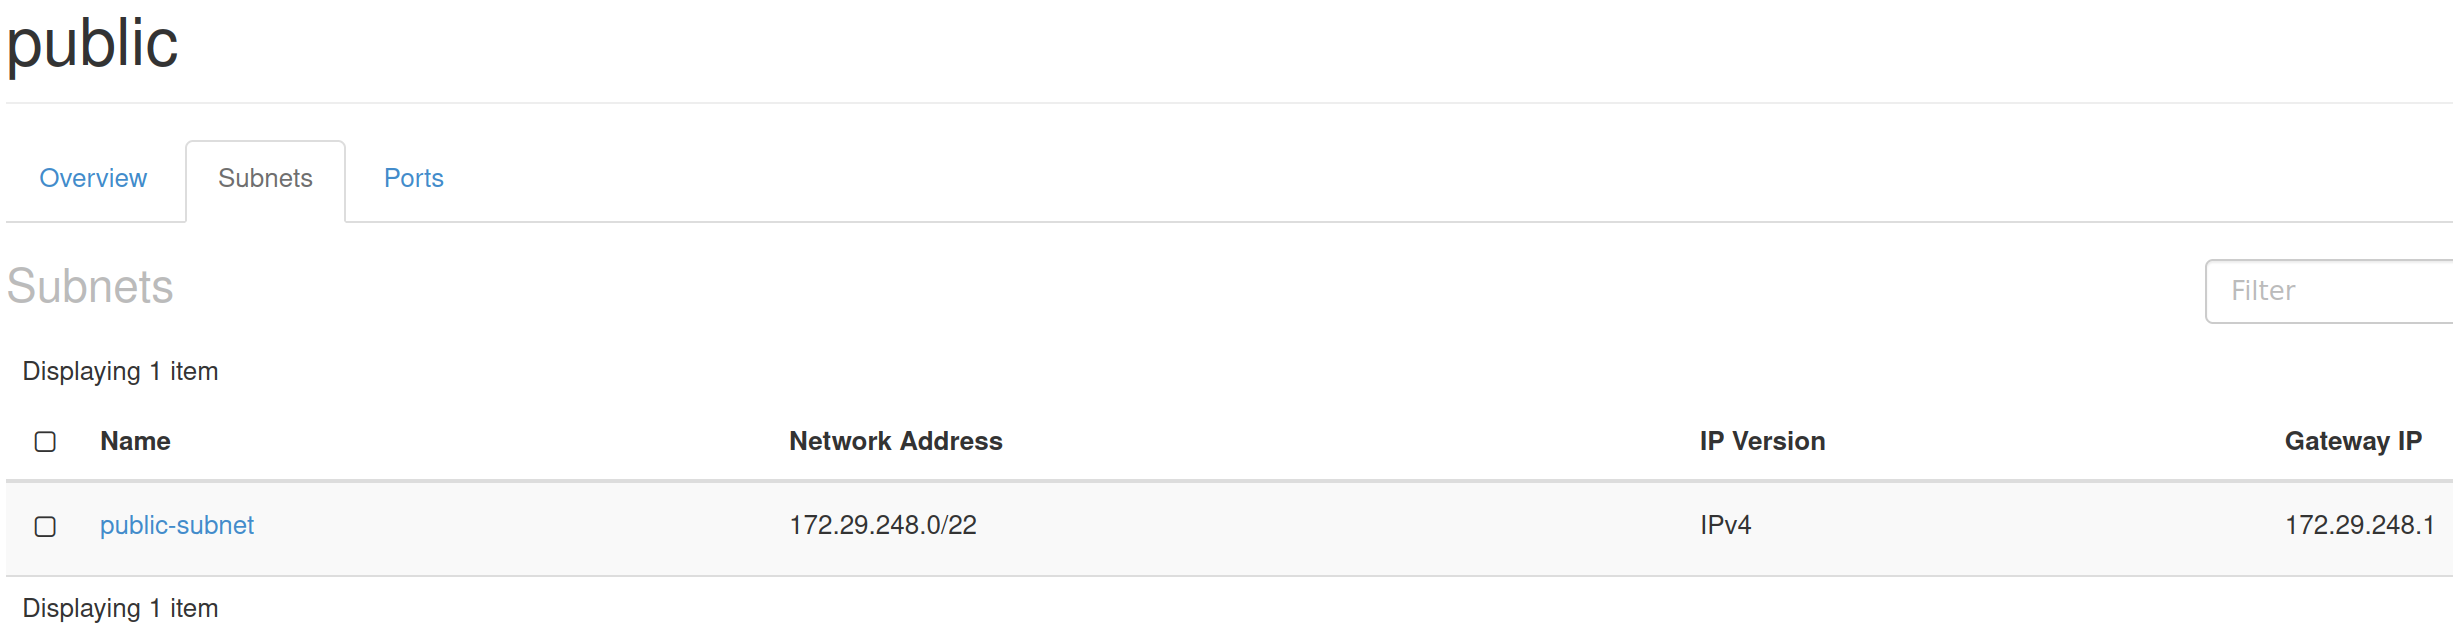 public
Overview Subnets Ports
Subnets
Filter
Displaying 1 item
Name Network Address IP Version Gateway IP
public-subnet 172.29.248.0/22 IPv4 172.29.248.1
Displaying 1 item